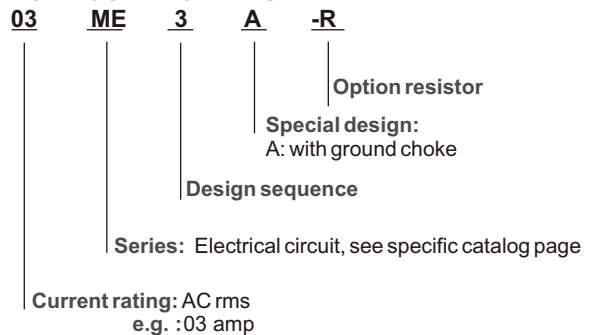 03 ME 3 A -R
Option resistor
Special design:
A: with ground choke
Design sequence
Series: Electrical circuit, see specific catalog page
Current rating: AC rms
e.g. :03 amp